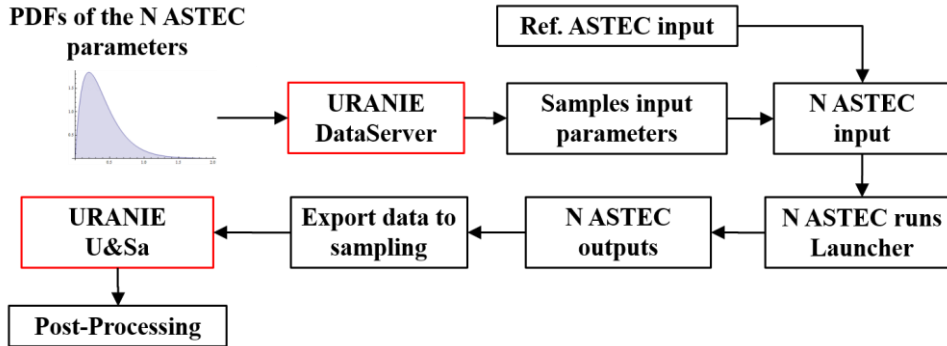 PDFs of the N ASTEC
parameters
Ref. ASTEC input
URANIE
DataServer
Samples input
parameters
N ASTEC
input
URANIE
U&Sa
Export data to
sampling
N ASTEC
outputs
N ASTEC runs
Launcher
Post-Processing